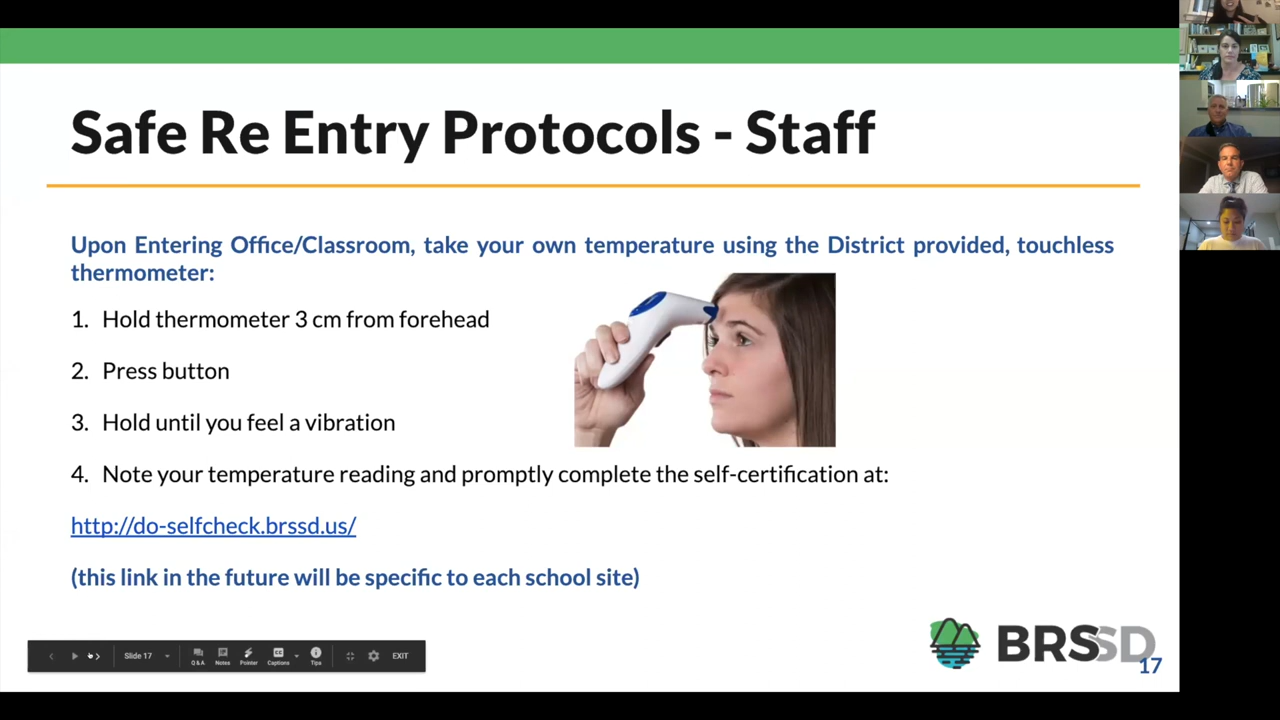 Safe Re Entry Protocols - Staff
Upon Entering Office/Classroom, take your own temperature using the District provided, touchless
thermometer:
1. Hold thermometer 3 cm from forehead
2. Press button
3. Hold until you feel a vibration
4. Note your temperature reading and promptly complete the self-certification at:
http://do-selfcheck.brssd.us/
(this link in the future will be specific to each school site)
Slide 17
Q&A Notes Pointer Captions Tips EXIT
CC
BRSSD
17